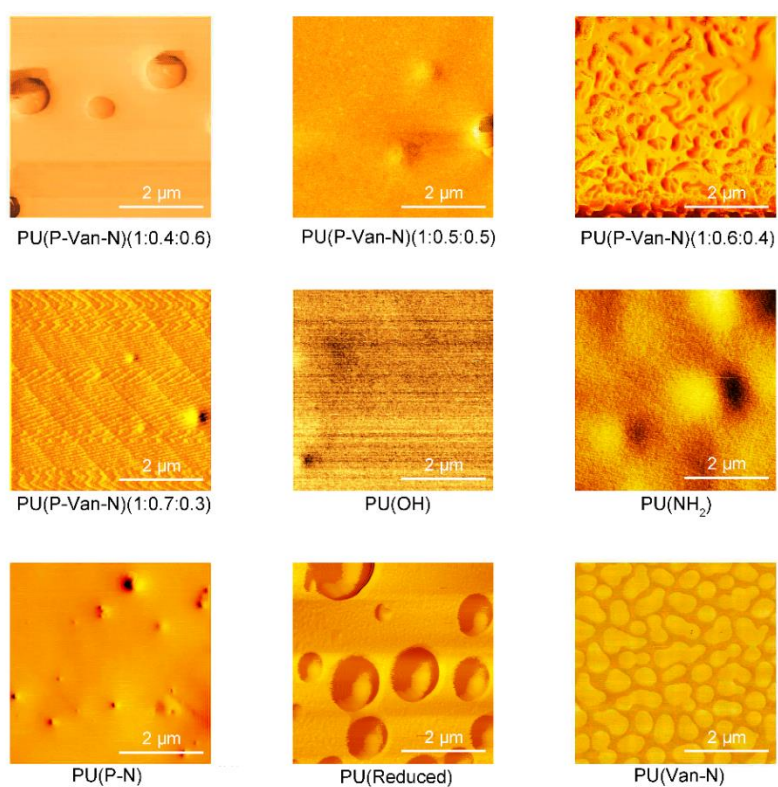 2 µm 2 µm 2 µm
PU(P-Van-N)(1:0.4:0.6) PU(P-Van-N)(1:0.5:0.5) PU(P-Van-N)(1:0.6:0.4)
2 µm 2 µm 2 µm
PU(P-Van-N)(1:0.7:0.3) PU(OH) PU(NH₂)
2 µm 2 µm 2 µm
PU(P-N) PU(Reduced) PU(Van-N)